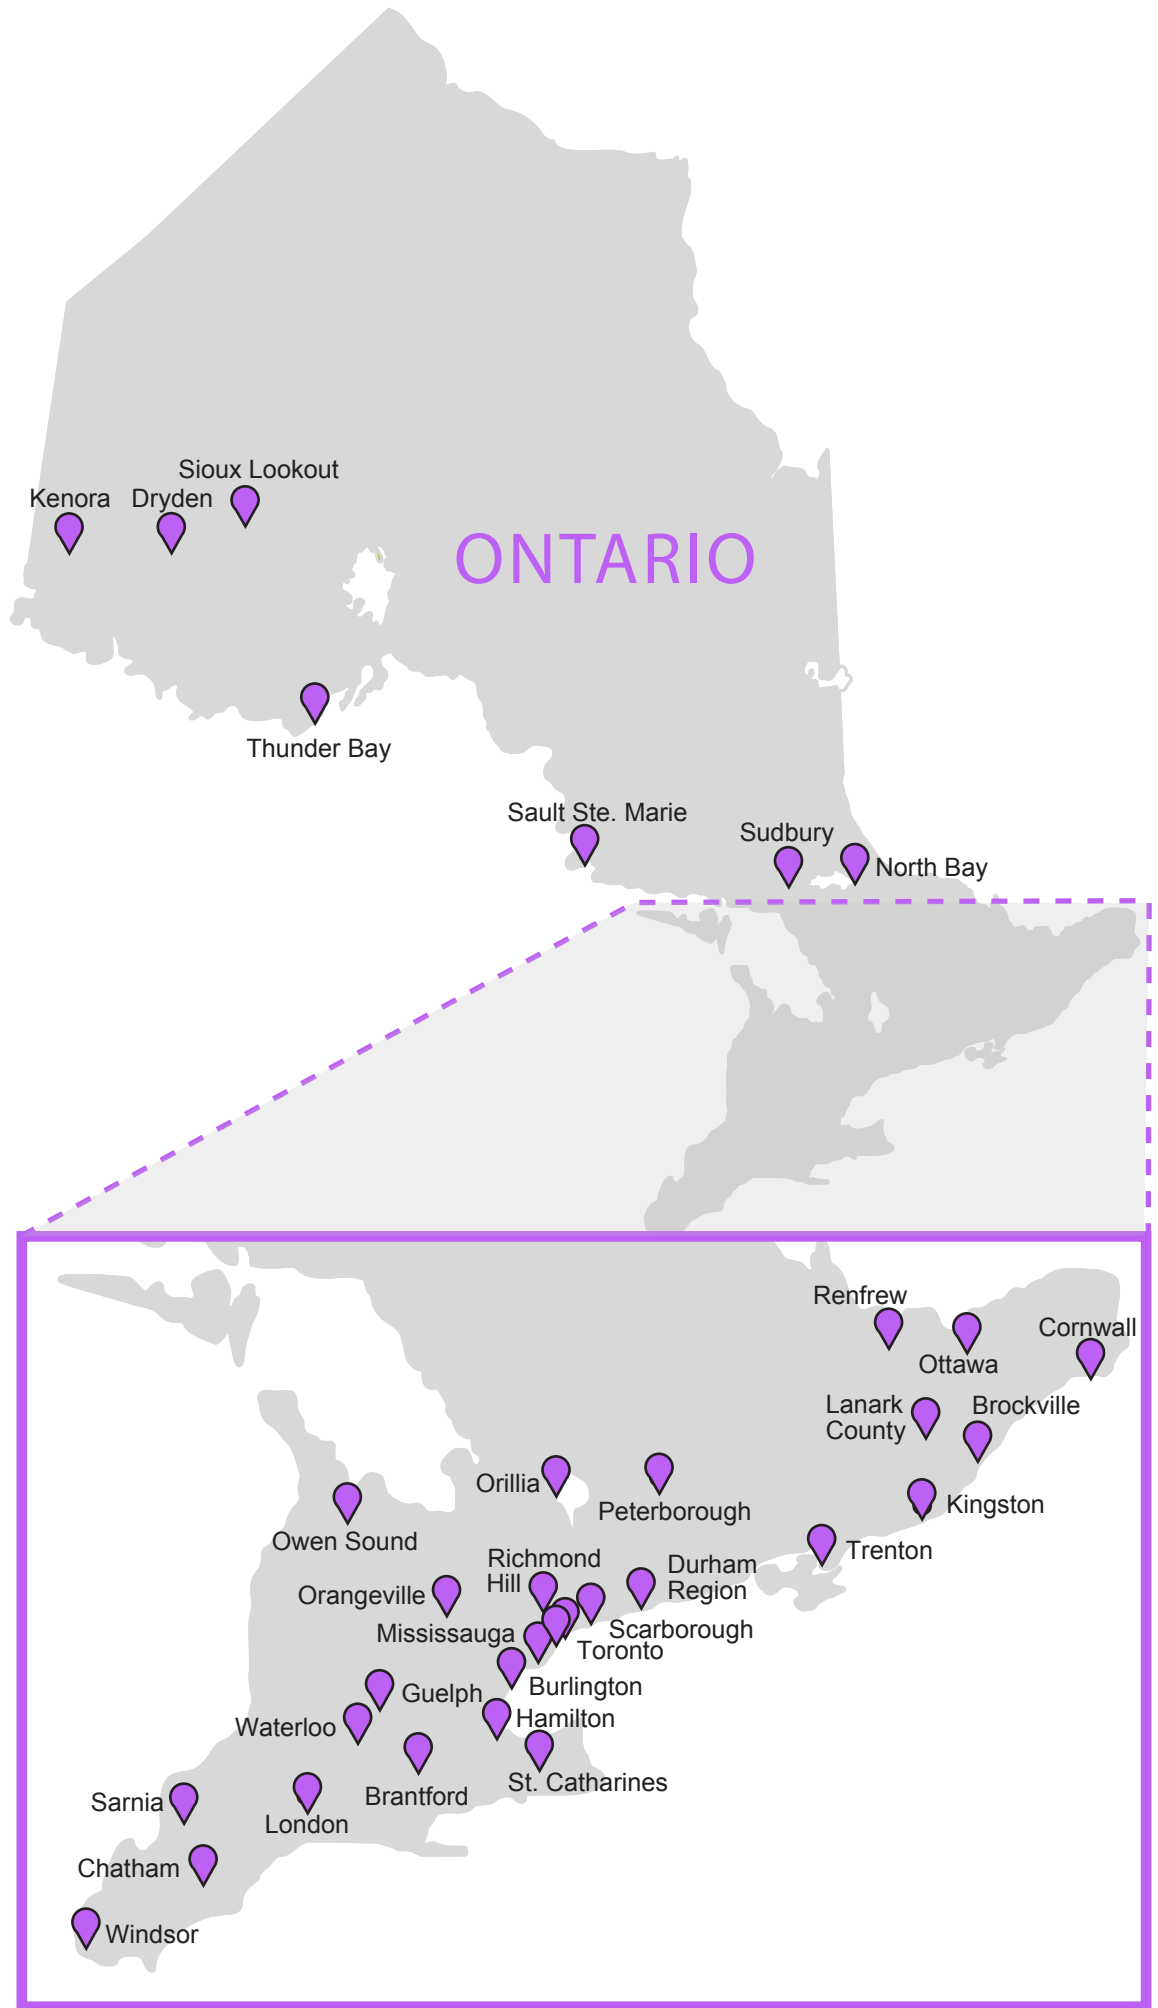 Sioux Lookout
Kenora
Dryden
ONTARIO
Thunder Bay
Sault Ste. Marie
Sudbury
North Bay
Renfrew
Cornwall
Ottawa
Lanark
County
Brockville
Orillia
Peterborough
Kingston
Owen Sound
Trenton
Richmond
Hill
Durham
Region
Orangeville
Scarborough
Mississauga
Toronto
Burlington
Guelph
Hamilton
Waterloo
St. Catharines
Brantford
Sarnia
London
Chatham
Windsor